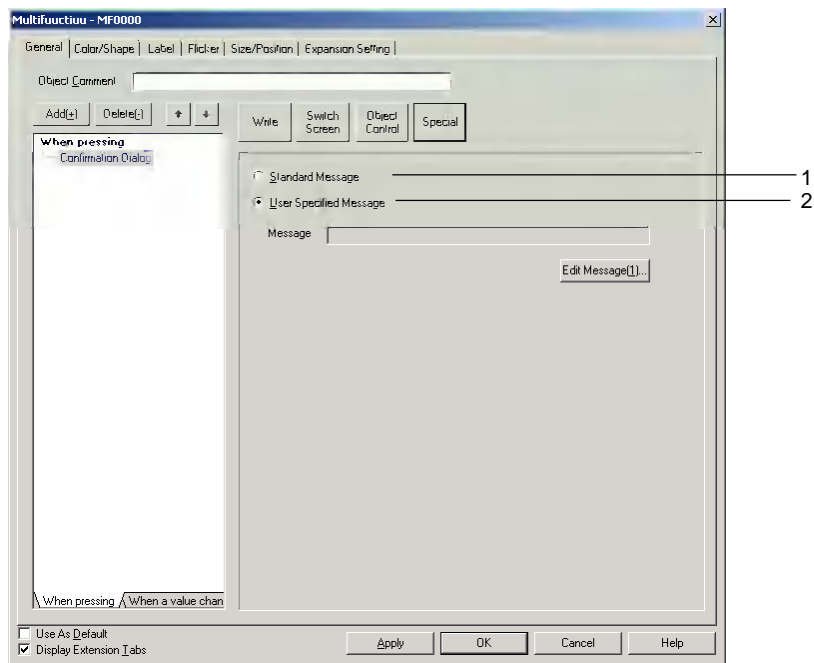 Multifuuctiuu - MF0000
General Color/Shape Label Flicker Size/Position Expansion Setting
Object Comment
Add(+) Delete(-)
Write Switch Screen Object Control Special
When pressing
Confirmation Dialog
Standard Message 1
User Specified Message 2
Message
Edit Message(1)...
When pressing When a value chan
Use As Default
Display Extension Tabs
Apply OK Cancel Help